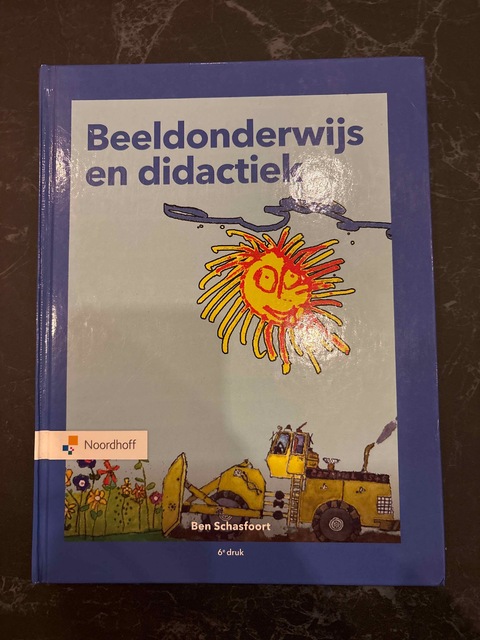 Beeldonderwijs
en didactiek
Noordhoff
Ben Schasfoort
6e druk